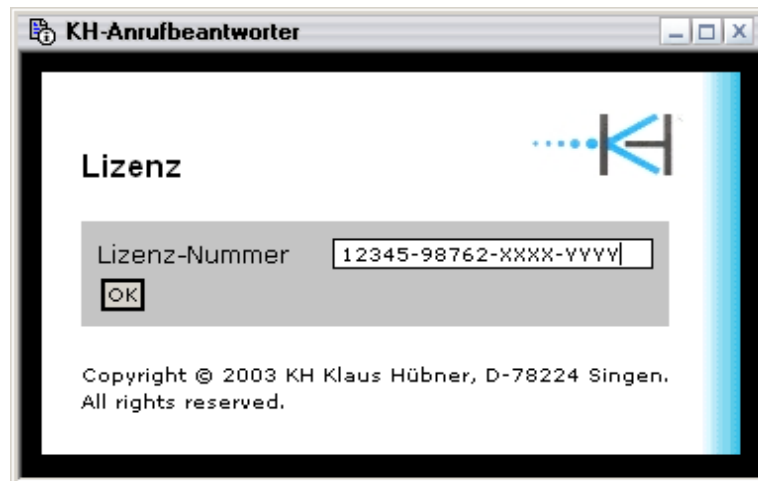 KH-Anrufbeantworter
KH
Lizenz
Lizenz-Nummer 12345-98762-XXXX-YYYY
OK
Copyright © 2003 KH Klaus Hübner, D-78224 Singen.
All rights reserved.